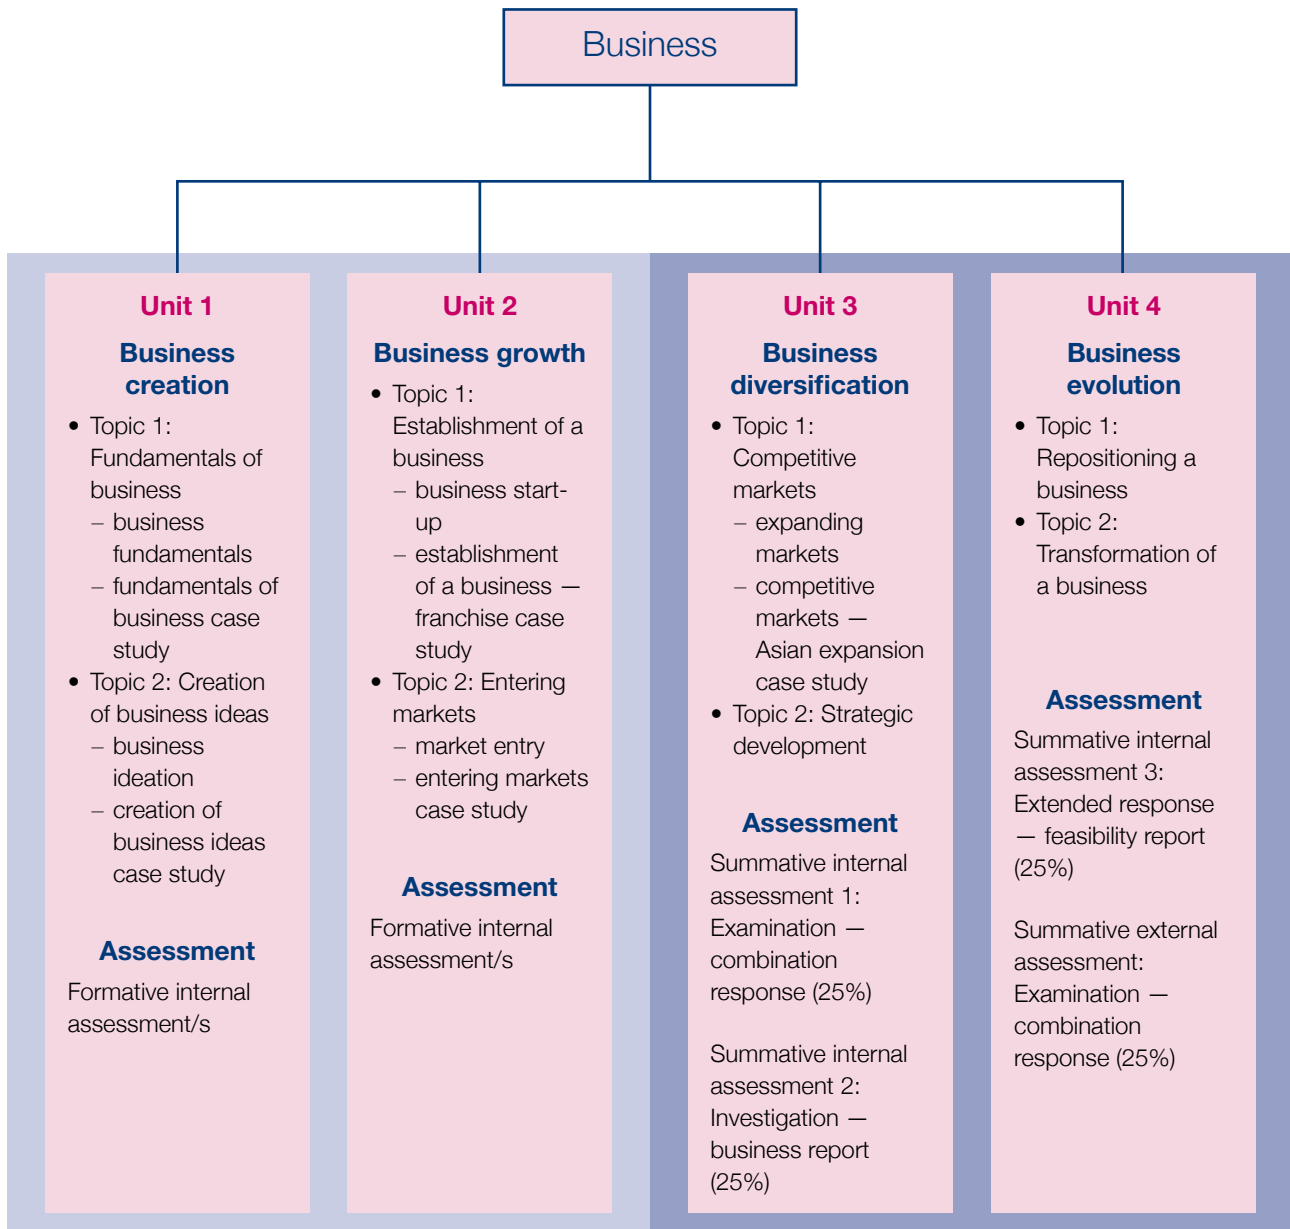 Business
Unit 1
Business
creation
• Topic 1:
Fundamentals of
business
– business
fundamentals
– fundamentals of
business case
study
• Topic 2: Creation
of business ideas
– business
ideation
– creation of
business ideas
case study
Assessment
Formative internal
assessment/s
Unit 2
Business growth
• Topic 1:
Establishment of a
business
– business start-
up
– establishment
of a business —
franchise case
study
• Topic 2: Entering
markets
– market entry
– entering markets
case study
Assessment
Formative internal
assessment/s
Unit 3
Business
diversification
• Topic 1:
Competitive
markets
– expanding
markets
– competitive
markets —
Asian expansion
case study
• Topic 2: Strategic
development
Assessment
Summative internal
assessment 1:
Examination —
combination
response (25%)
Summative internal
assessment 2:
Investigation —
business report
(25%)
Unit 4
Business
evolution
• Topic 1:
Repositioning a
business
• Topic 2:
Transformation of
a business
Assessment
Summative internal
assessment 3:
Extended response
— feasibility report
(25%)
Summative external
assessment:
Examination —
combination
response (25%)